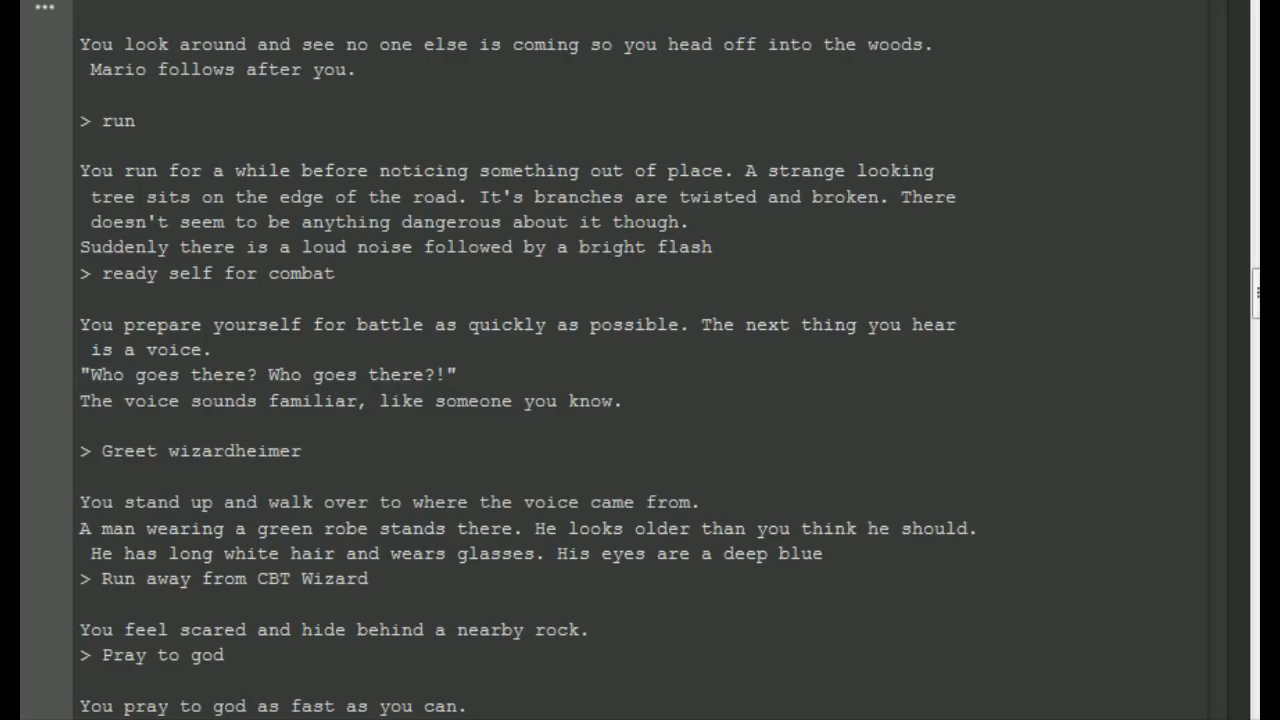 You look around and see no one else is coming so you head off into the woods.
Mario follows after you.
> run
You run for a while before noticing something out of place. A strange looking
tree sits on the edge of the road. It's branches are twisted and broken. There
doesn't seem to be anything dangerous about it though.
Suddenly there is a loud noise followed by a bright flash
> ready self for combat
You prepare yourself for battle as quickly as possible. The next thing you hear
is a voice.
"Who goes there? Who goes there?!"
The voice sounds familiar, like someone you know.
> Greet wizardheimer
You stand up and walk over to where the voice came from.
A man wearing a green robe stands there. He looks older than you think he should.
He has long white hair and wears glasses. His eyes are a deep blue
> Run away from CBT Wizard
You feel scared and hide behind a nearby rock.
> Pray to god
You pray to god as fast as you can.